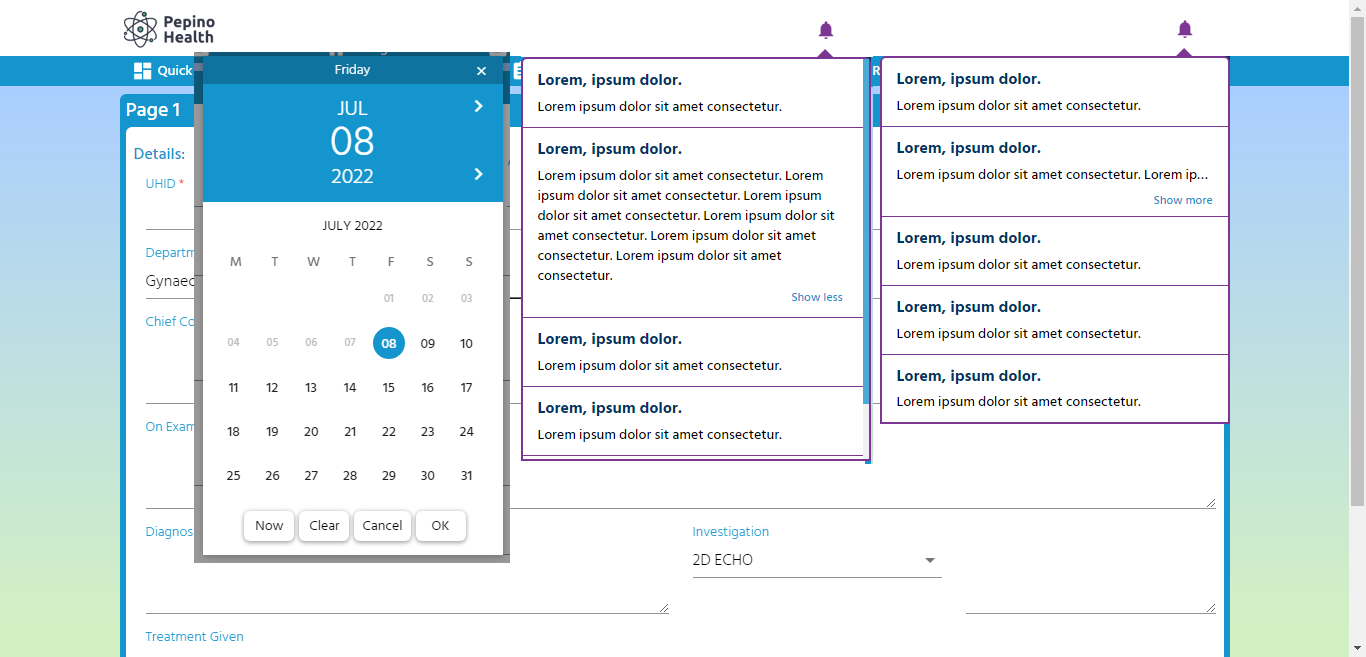 Pepino
Health
Quick
Page 1
Details:
UHID *
Departm
Gynaec
Chief Co
On Exam
Diagnos
Treatment Given
Investigation
2D ECHO
Friday
×
JUL
08
2022
JULY 2022
M T W T F S S
01 02 03
04 05 06 07 08 09 10
11 12 13 14 15 16 17
18 19 20 21 22 23 24
25 26 27 28 29 30 31
Now Clear Cancel OK
Lorem, ipsum dolor.
Lorem ipsum dolor sit amet consectetur.
Lorem, ipsum dolor.
Lorem ipsum dolor sit amet consectetur. Lorem
ipsum dolor sit amet consectetur. Lorem ipsum
dolor sit amet consectetur. Lorem ipsum dolor sit
amet consectetur. Lorem ipsum dolor sit amet
consectetur. Lorem ipsum dolor sit amet
consectetur.
Show less
Lorem, ipsum dolor.
Lorem ipsum dolor sit amet consectetur.
Lorem, ipsum dolor.
Lorem ipsum dolor sit amet consectetur.
R
Lorem, ipsum dolor.
Lorem ipsum dolor sit amet consectetur.
Lorem, ipsum dolor.
Lorem ipsum dolor sit amet consectetur. Lorem ip...
Show more
Lorem, ipsum dolor.
Lorem ipsum dolor sit amet consectetur.
Lorem, ipsum dolor.
Lorem ipsum dolor sit amet consectetur.
Lorem, ipsum dolor.
Lorem ipsum dolor sit amet consectetur.